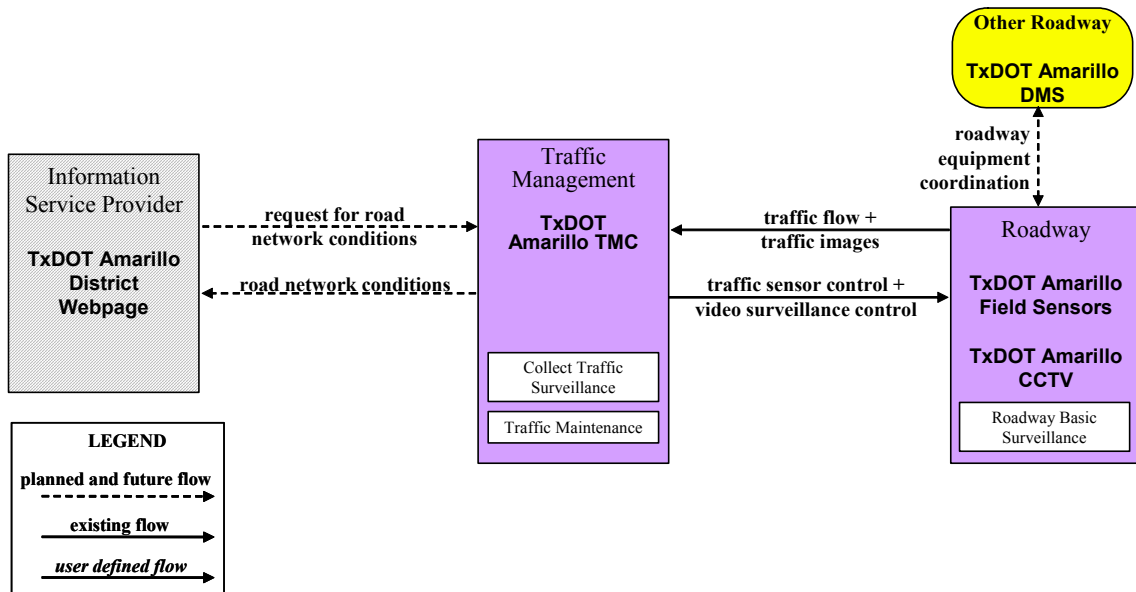 Other Roadway
TxDOT Amarillo
DMS
roadway
equipment
coordination
Information
Service Provider
TxDOT Amarillo
District
Webpage
request for road
network conditions
road network conditions
Traffic
Management
TxDOT
Amarillo TMC
Collect Traffic
Surveillance
Traffic Maintenance
traffic flow +
traffic images
traffic sensor control +
video surveillance control
Roadway
TxDOT Amarillo
Field Sensors
TxDOT Amarillo
CCTV
Roadway Basic
Surveillance
LEGEND
planned and future flow
existing flow
user defined flow